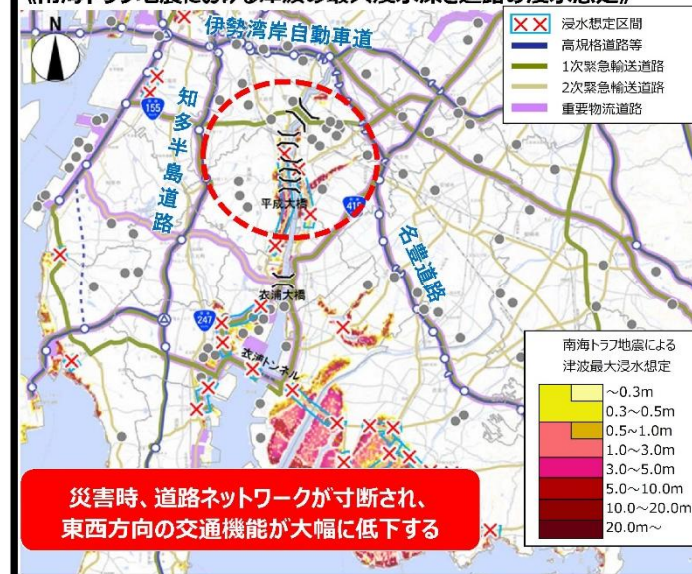 《南海トラフ地震における津波の最大浸水深と道路の浸水想定》
N
伊勢湾岸自動車道
浸水想定区間
高規格道路等
1次緊急輸送道路
2次緊急輸送道路
重要物流道路
155
知多半島道路
平成大橋
419
名豊道路
衣浦大橋
247
衣浦トンネル
南海トラフ地震による
津波最大浸水想定
～0.3m
0.3～0.5m
0.5～1.0m
1.0～3.0m
3.0～5.0m
5.0～10.0m
10.0～20.0m
20.0m～
災害時、道路ネットワークが寸断され、
東西方向の交通機能が大幅に低下する